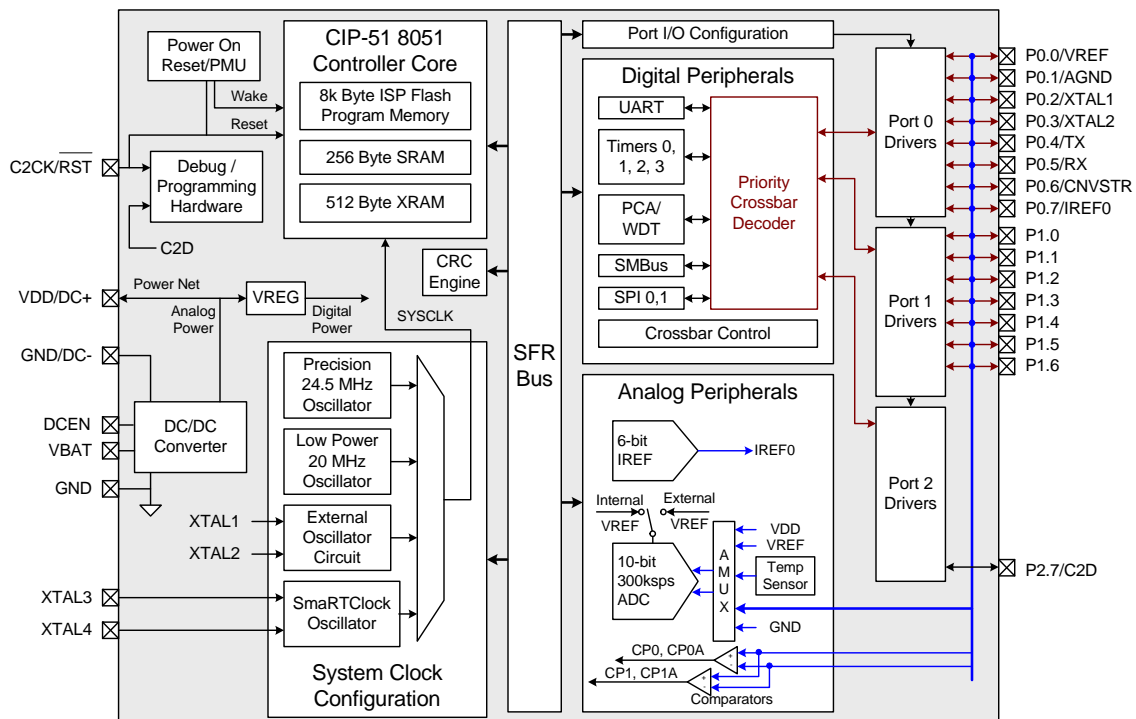 Power On
Reset/PMU
Wake
Reset
C2CK/RST
Debug /
Programming
Hardware
C2D
VDD/DC+
Power Net
Analog
Power
VREG
Digital
Power
GND/DC-
DCEN
VBAT
DC/DC
Converter
GND
XTAL1
XTAL2
XTAL3
XTAL4
CIP-51 8051
Controller Core
8k Byte ISP Flash
Program Memory
256 Byte SRAM
512 Byte XRAM
CRC
Engine
SYSCLK
Precision
24.5 MHz
Oscillator
Low Power
20 MHz
Oscillator
External
Oscillator
Circuit
SmaRTClock
Oscillator
System Clock
Configuration
SFR
Bus
Port I/O Configuration
Digital Peripherals
UART
Timers 0,
1, 2, 3
PCA/
WDT
SMBus
SPI 0,1
Priority
Crossbar
Decoder
Crossbar Control
Analog Peripherals
6-bit
IREF
IREF0
Internal
VREF
External
VREF
10-bit
300ksps
ADC
A
M
U
X
VDD
VREF
Temp
Sensor
GND
CP0, CP0A
+
-
CP1, CP1A
+
-
Comparators
Port 0
Drivers
Port 1
Drivers
Port 2
Drivers
P0.0/VREF
P0.1/AGND
P0.2/XTAL1
P0.3/XTAL2
P0.4/TX
P0.5/RX
P0.6/CNVSTR
P0.7/IREF0
P1.0
P1.1
P1.2
P1.3
P1.4
P1.5
P1.6
P2.7/C2D